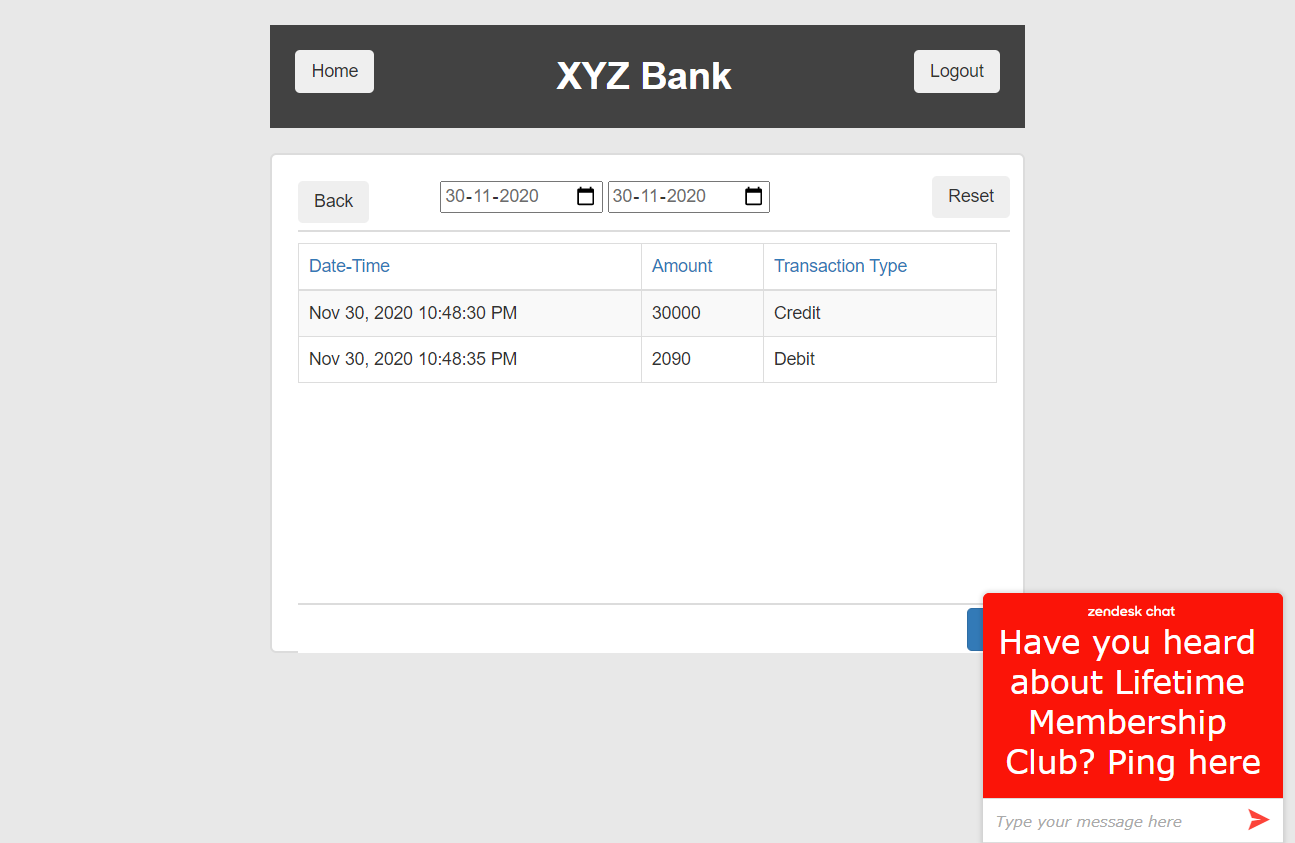 Home XYZ Bank Logout
Back 30-11-2020 30-11-2020 Reset
Date-Time Amount Transaction Type
Nov 30, 2020 10:48:30 PM 30000 Credit
Nov 30, 2020 10:48:35 PM 2090 Debit
zendesk chat
Have you heard
about Lifetime
Membership
Club? Ping here
Type your message here